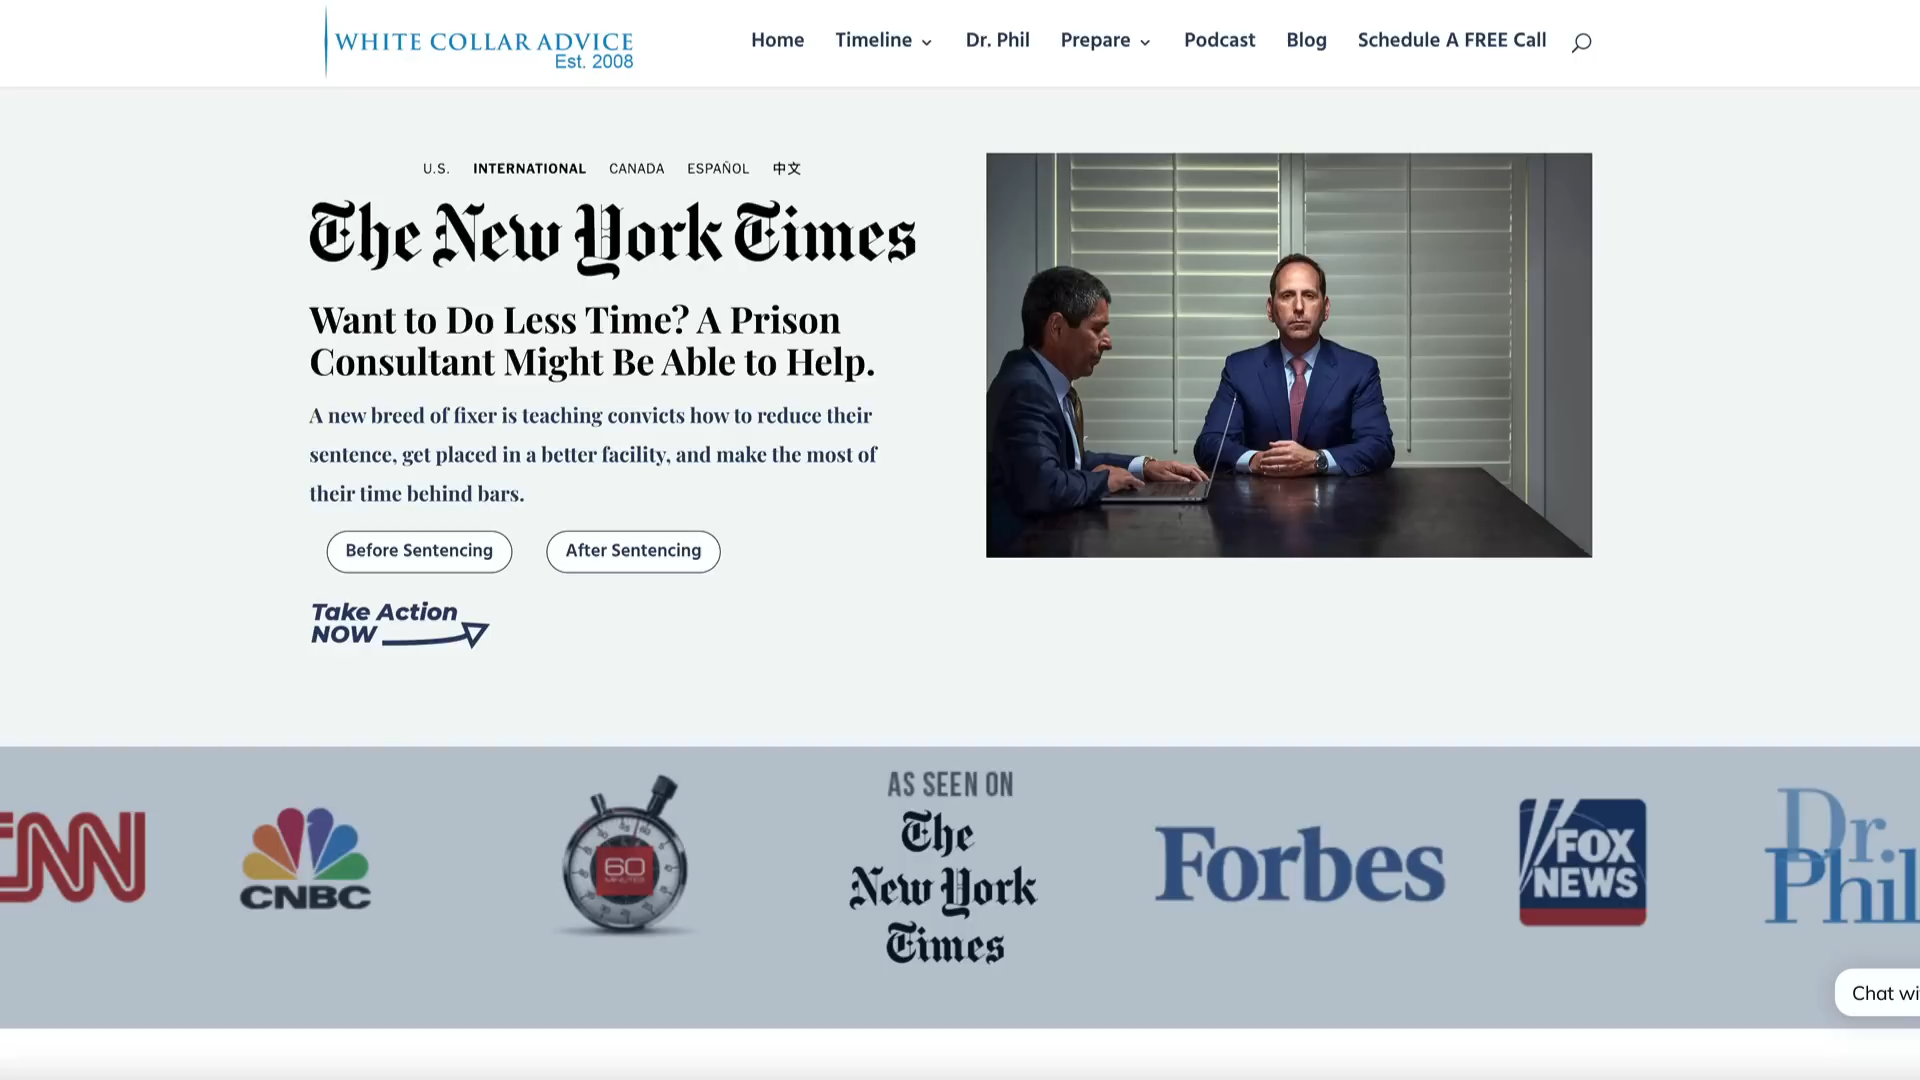 WHITE COLLAR ADVICE
Est. 2008
Home Timeline Dr. Phil Prepare Podcast Blog Schedule A FREE Call
U.S. INTERNATIONAL CANADA ESPAÑOL 中文
The New York Times
Want to Do Less Time? A Prison
Consultant Might Be Able to Help.
A new breed of fixer is teaching convicts how to reduce their
sentence, get placed in a better facility, and make the most of
their time behind bars.
Before Sentencing After Sentencing
Take Action
NOW
AS SEEN ON
CNN
CNBC
60
MINUTES
The
New York
Times
Forbes
FOX
NEWS
Dr.
Phil
Chat wi